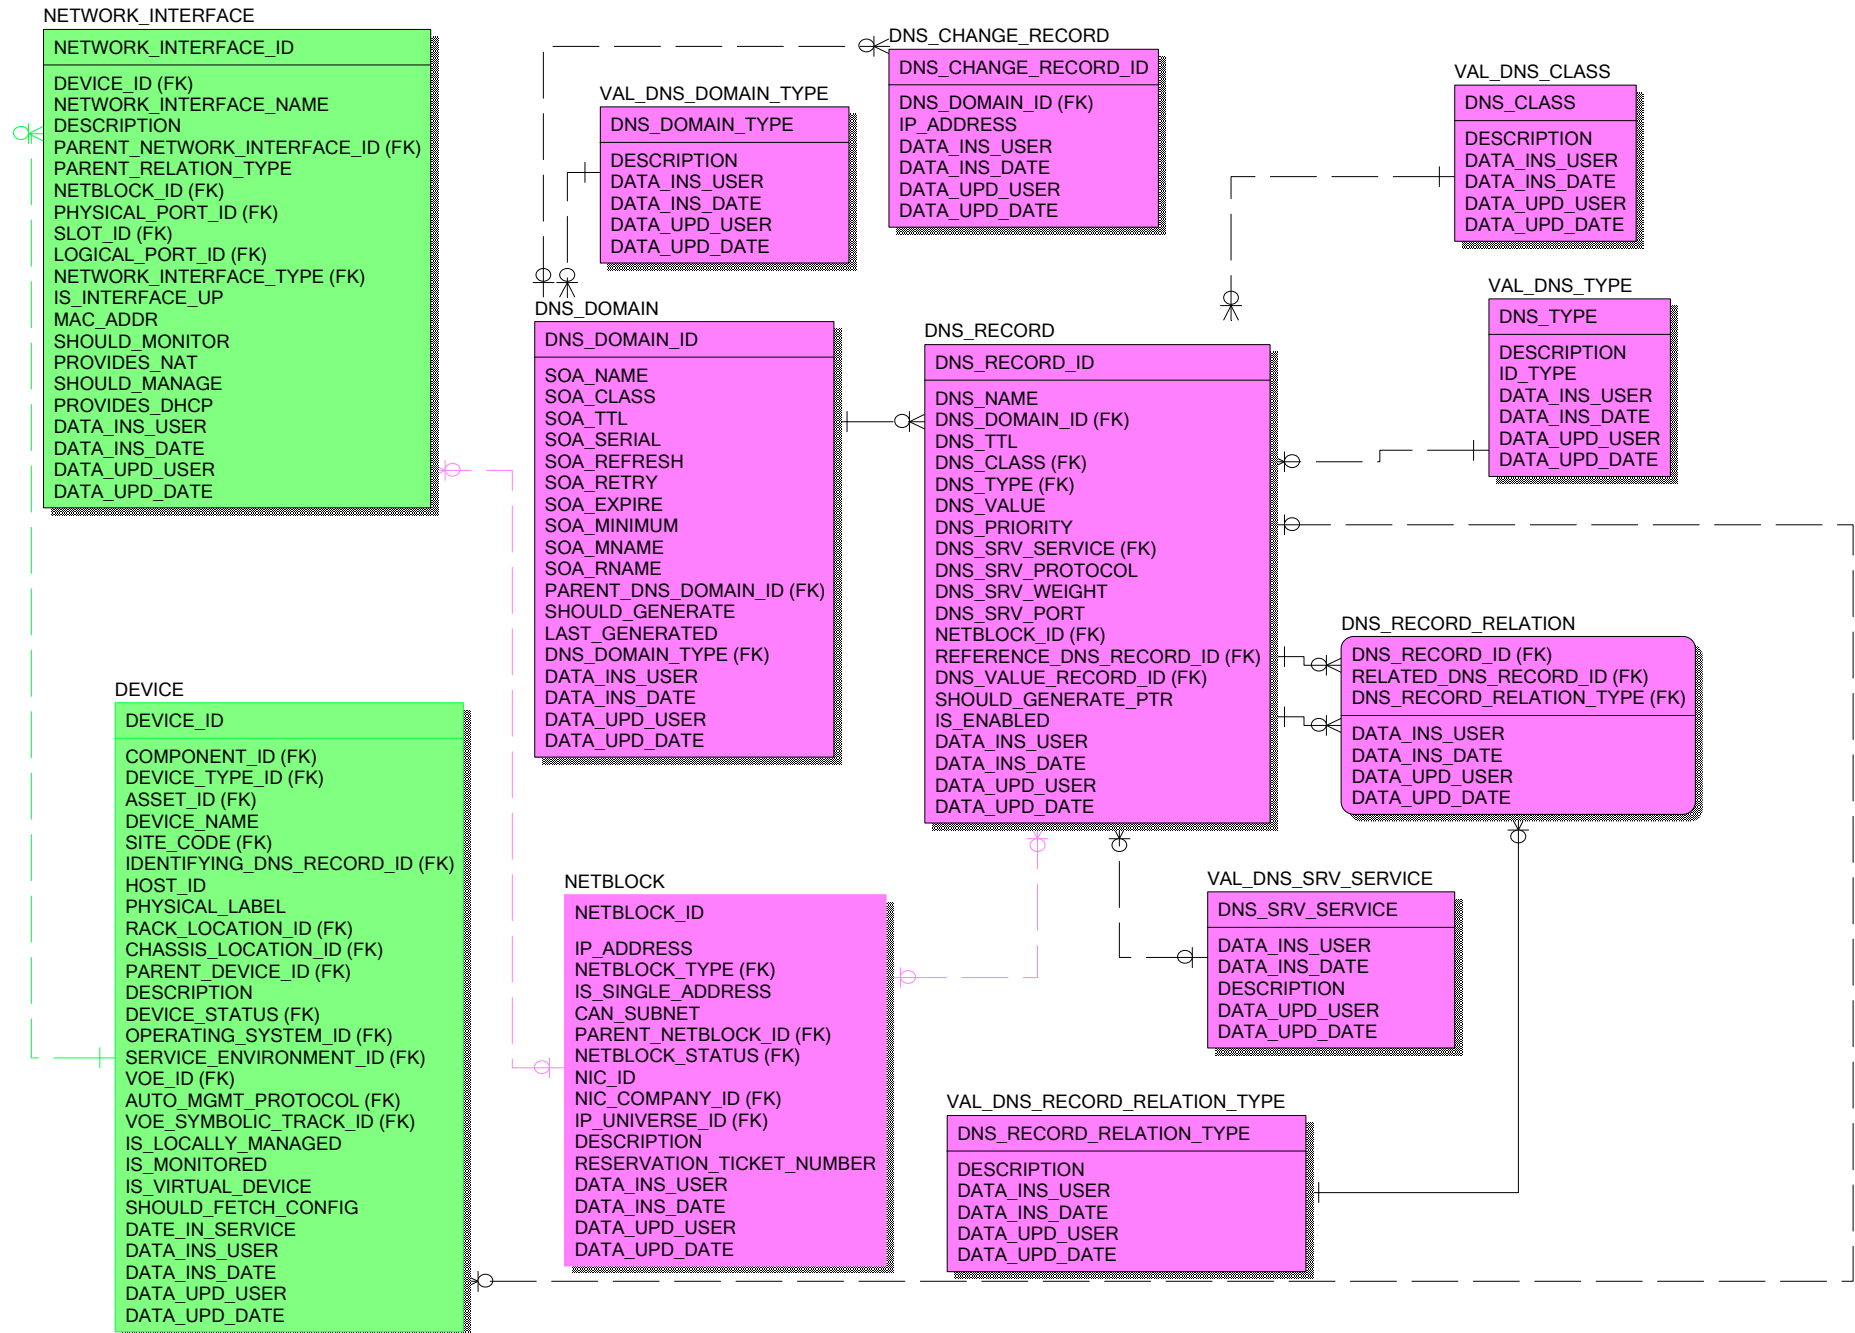 NETWORK_INTERFACE
NETWORK_INTERFACE_ID
DEVICE_ID (FK)
NETWORK_INTERFACE_NAME
DESCRIPTION
PARENT_NETWORK_INTERFACE_ID (FK)
PARENT_RELATION_TYPE
NETBLOCK_ID (FK)
PHYSICAL_PORT_ID (FK)
SLOT_ID (FK)
LOGICAL_PORT_ID (FK)
NETWORK_INTERFACE_TYPE (FK)
IS_INTERFACE_UP
MAC_ADDR
SHOULD_MONITOR
PROVIDES_NAT
SHOULD_MANAGE
PROVIDES_DHCP
DATA_INS_USER
DATA_INS_DATE
DATA_UPD_USER
DATA_UPD_DATE
VAL_DNS_DOMAIN_TYPE
DNS_DOMAIN_TYPE
DESCRIPTION
DATA_INS_USER
DATA_INS_DATE
DATA_UPD_USER
DATA_UPD_DATE
DNS_CHANGE_RECORD
DNS_CHANGE_RECORD_ID
DNS_DOMAIN_ID (FK)
IP_ADDRESS
DATA_INS_USER
DATA_INS_DATE
DATA_UPD_USER
DATA_UPD_DATE
VAL_DNS_CLASS
DNS_CLASS
DESCRIPTION
DATA_INS_USER
DATA_INS_DATE
DATA_UPD_USER
DATA_UPD_DATE
VAL_DNS_TYPE
DNS_TYPE
DESCRIPTION
ID_TYPE
DATA_INS_USER
DATA_INS_DATE
DATA_UPD_USER
DATA_UPD_DATE
DNS_DOMAIN
DNS_DOMAIN_ID
SOA_NAME
SOA_CLASS
SOA_TTL
SOA_SERIAL
SOA_REFRESH
SOA_RETRY
SOA_EXPIRE
SOA_MINIMUM
SOA_MNAME
SOA_RNAME
PARENT_DNS_DOMAIN_ID (FK)
SHOULD_GENERATE
LAST_GENERATED
DNS_DOMAIN_TYPE (FK)
DATA_INS_USER
DATA_INS_DATE
DATA_UPD_USER
DATA_UPD_DATE
DNS_RECORD
DNS_RECORD_ID
DNS_NAME
DNS_DOMAIN_ID (FK)
DNS_TTL
DNS_CLASS (FK)
DNS_TYPE (FK)
DNS_VALUE
DNS_PRIORITY
DNS_SRV_SERVICE (FK)
DNS_SRV_PROTOCOL
DNS_SRV_WEIGHT
DNS_SRV_PORT
NETBLOCK_ID (FK)
REFERENCE_DNS_RECORD_ID (FK)
DNS_VALUE_RECORD_ID (FK)
SHOULD_GENERATE_PTR
IS_ENABLED
DATA_INS_USER
DATA_INS_DATE
DATA_UPD_USER
DATA_UPD_DATE
DNS_RECORD_RELATION
DNS_RECORD_ID (FK)
RELATED_DNS_RECORD_ID (FK)
DNS_RECORD_RELATION_TYPE (FK)
DATA_INS_USER
DATA_INS_DATE
DATA_UPD_USER
DATA_UPD_DATE
DEVICE
DEVICE_ID
COMPONENT_ID (FK)
DEVICE_TYPE_ID (FK)
ASSET_ID (FK)
DEVICE_NAME
SITE_CODE (FK)
IDENTIFYING_DNS_RECORD_ID (FK)
HOST_ID
PHYSICAL_LABEL
RACK_LOCATION_ID (FK)
CHASSIS_LOCATION_ID (FK)
PARENT_DEVICE_ID (FK)
DESCRIPTION
DEVICE_STATUS (FK)
OPERATING_SYSTEM_ID (FK)
SERVICE_ENVIRONMENT_ID (FK)
VOE_ID (FK)
AUTO_MGMT_PROTOCOL (FK)
VOE_SYMBOLIC_TRACK_ID (FK)
IS_LOCALLY_MANAGED
IS_MONITORED
IS_VIRTUAL_DEVICE
SHOULD_FETCH_CONFIG
DATE_IN_SERVICE
DATA_INS_USER
DATA_INS_DATE
DATA_UPD_USER
DATA_UPD_DATE
NETBLOCK
NETBLOCK_ID
IP_ADDRESS
NETBLOCK_TYPE (FK)
IS_SINGLE_ADDRESS
CAN_SUBNET
PARENT_NETBLOCK_ID (FK)
NETBLOCK_STATUS (FK)
NIC_ID
NIC_COMPANY_ID (FK)
IP_UNIVERSE_ID (FK)
DESCRIPTION
RESERVATION_TICKET_NUMBER
DATA_INS_USER
DATA_INS_DATE
DATA_UPD_USER
DATA_UPD_DATE
VAL_DNS_SRV_SERVICE
DNS_SRV_SERVICE
DATA_INS_USER
DATA_INS_DATE
DESCRIPTION
DATA_UPD_USER
DATA_UPD_DATE
VAL_DNS_RECORD_RELATION_TYPE
DNS_RECORD_RELATION_TYPE
DESCRIPTION
DATA_INS_USER
DATA_INS_DATE
DATA_UPD_USER
DATA_UPD_DATE